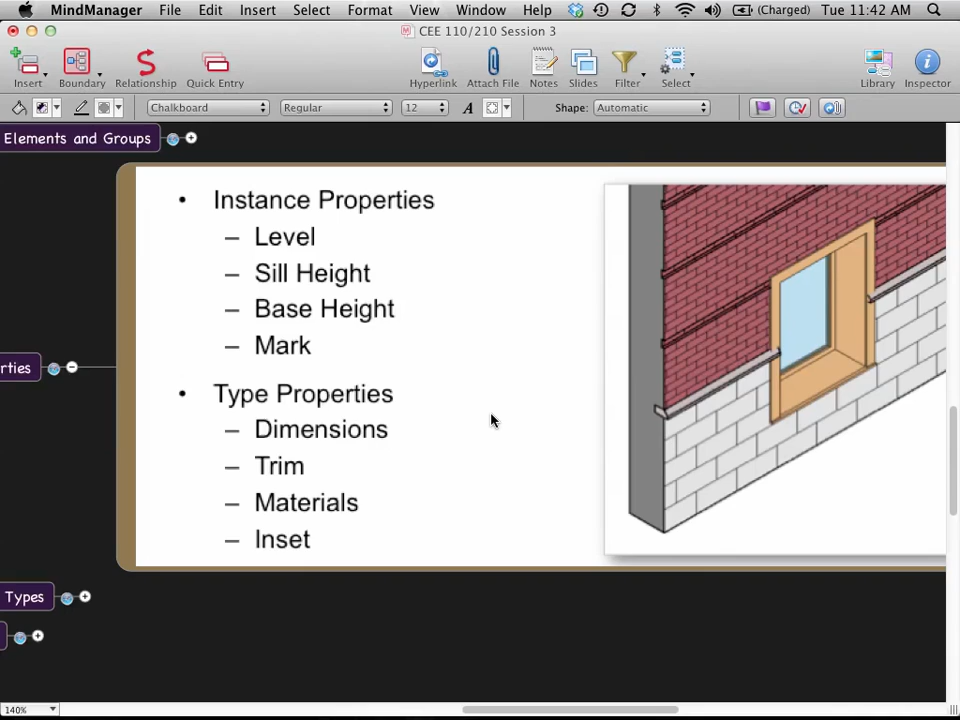 MindManager File Edit Insert Select Format View Window Help (Charged) Tue 11:42 AM
CEE 110/210 Session 3
Insert Boundary Relationship Quick Entry Hyperlink Attach File Notes Slides Filter Select Library Inspector
Chalkboard Regular 12 A Shape: Automatic
Elements and Groups
• Instance Properties
– Level
– Sill Height
– Base Height
– Mark
rties
• Type Properties
– Dimensions
– Trim
– Materials
– Inset
Types
140%